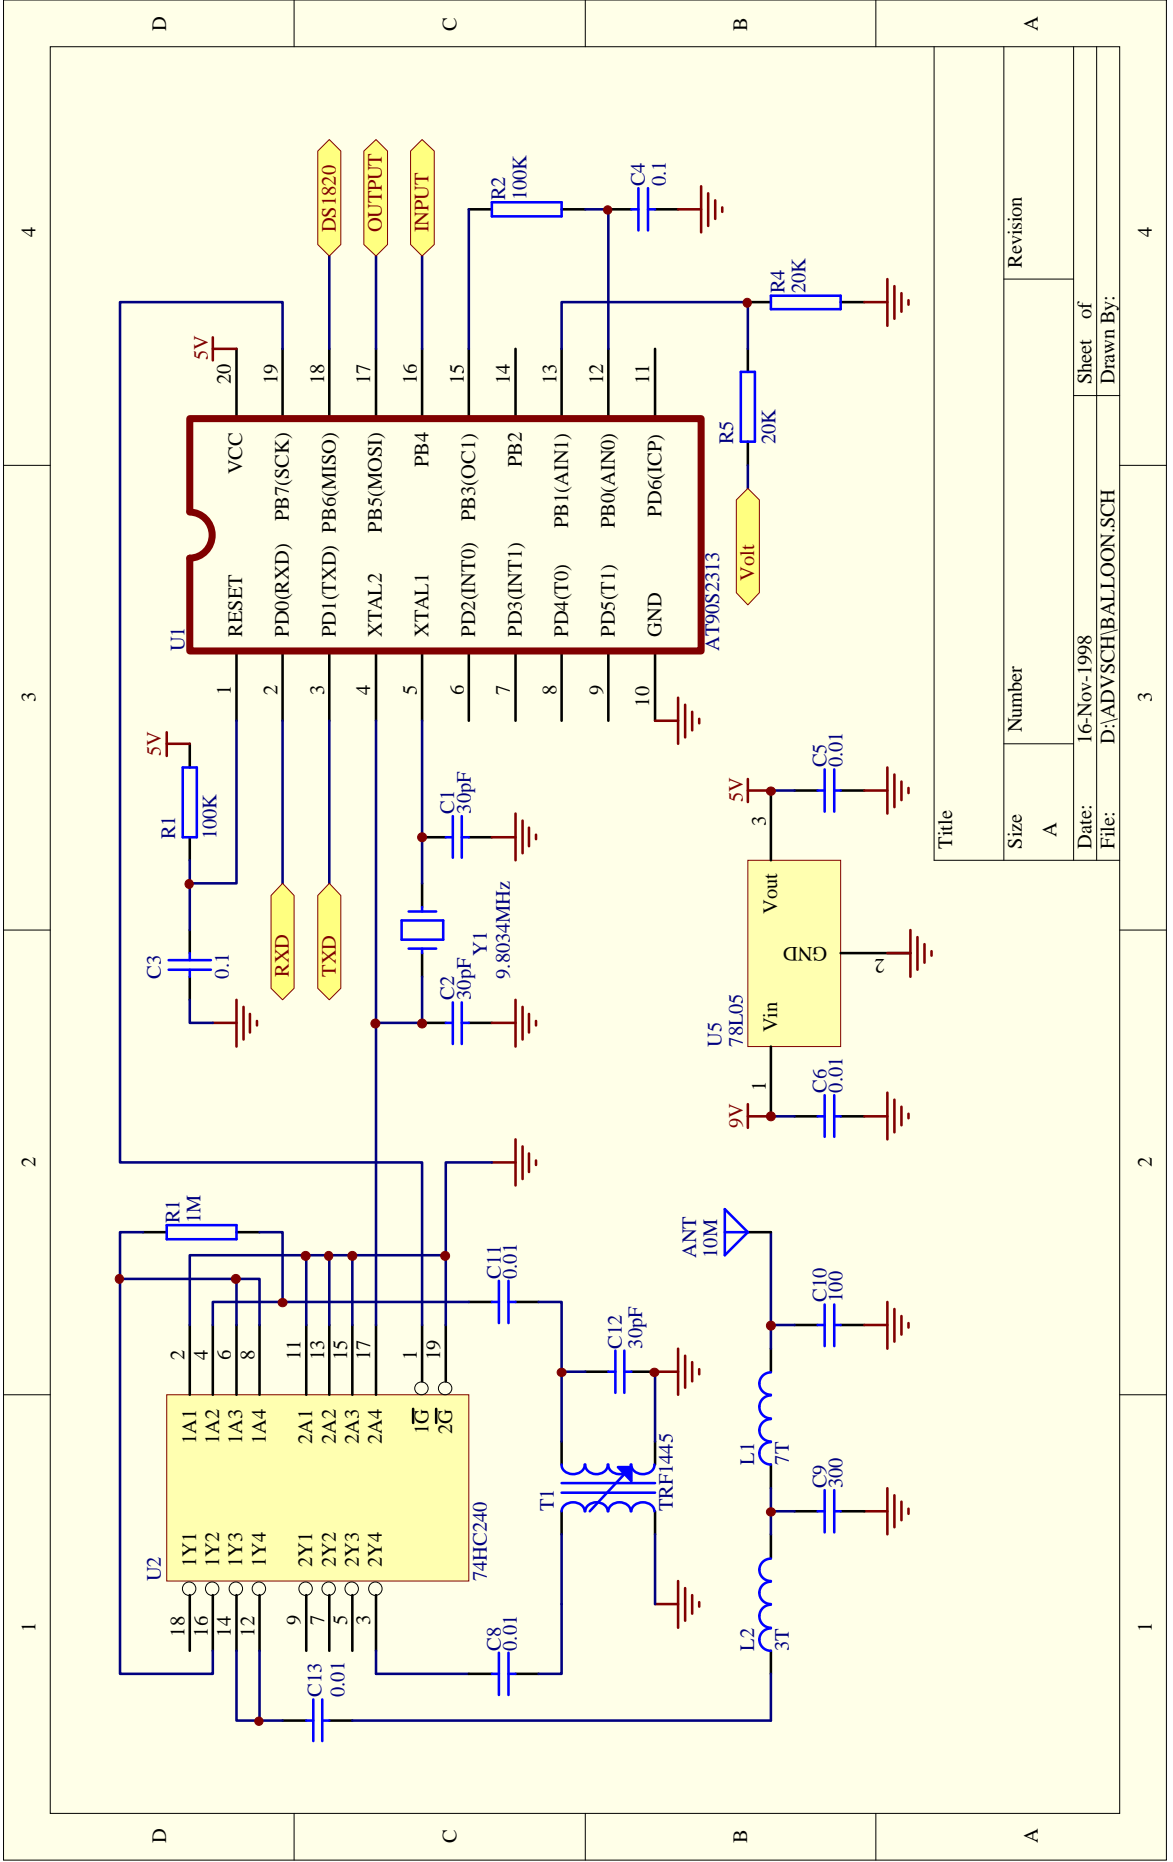 1
2
3
4
D
C
B
A
U2
1Y1
1Y2
1Y3
1Y4
2Y1
2Y2
2Y3
2Y4
1A1
1A2
1A3
1A4
2A1
2A2
2A3
2A4
1G
2G
18
16
14
12
9
7
5
3
2
4
6
8
11
13
15
17
1
19
74HC240
R1
1M
C13
0.01
C8
0.01
C11
0.01
C12
30pF
T1
TRF1445
L2
3T
C9
300
L1
7T
C10
100
ANT
10M
C3
0.1
R1
100K
5V
RXD
TXD
C2
30pF
Y1
9.8034MHz
C1
30pF
U1
RESET
PD0(RXD)
PD1(TXD)
XTAL2
XTAL1
PD2(INT0)
PD3(INT1)
PD4(T0)
PD5(T1)
GND
VCC
PB7(SCK)
PB6(MISO)
PB5(MOSI)
PB4
PB3(OC1)
PB2
PB1(AIN1)
PB0(AIN0)
PD6(ICP)
1
2
3
4
5
6
7
8
9
10
20
19
18
17
16
15
14
13
12
11
AT90S2313
5V
DS1820
OUTPUT
INPUT
R2
100K
C4
0.1
R4
20K
R5
20K
Volt
U5
78L05
Vin
Vout
GND
1
3
2
9V
5V
C6
0.01
C5
0.01
Title
Size
A
Number
Revision
Date: 16-Nov-1998
Sheet of
File: D:\ADVSCH\BALLOON.SCH
Drawn By:
1
2
3
4
D
C
B
A